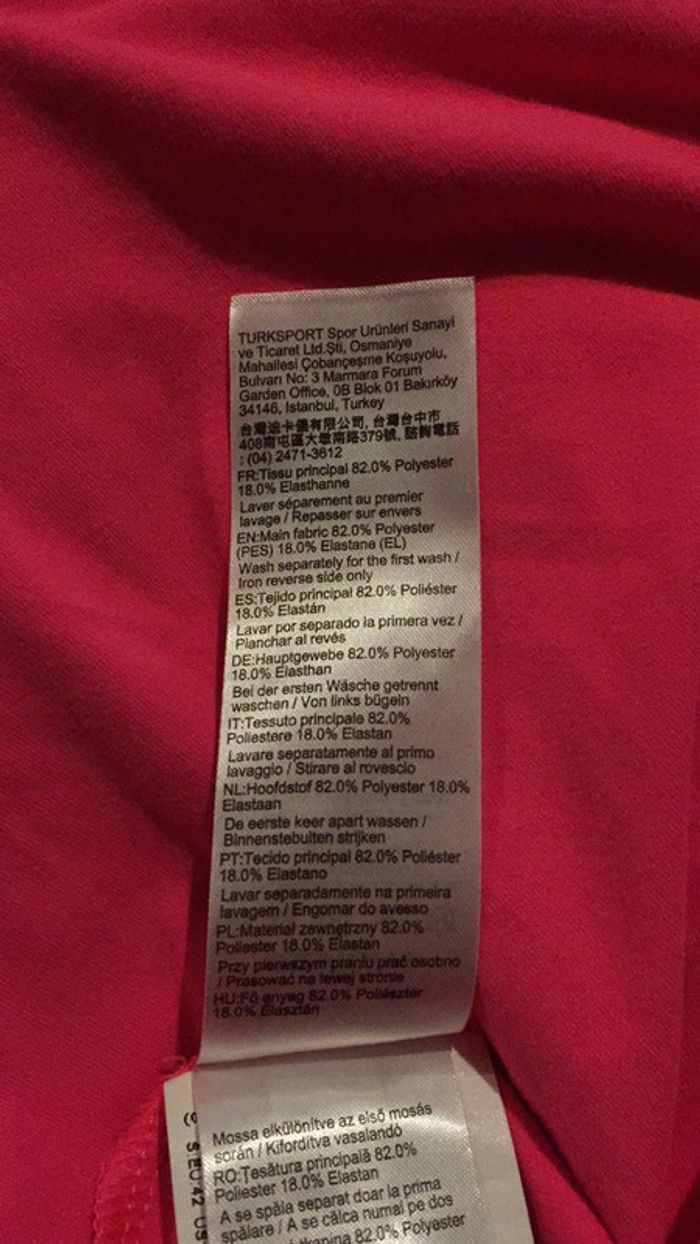 TURKSPORT Spor Urünleri Sanayi
ve Ticaret Ltd.Şti, Osmaniye
Mahallesi Çobançeşme Koşuyolu,
Bulvarı No: 3 Marmara Forum
Garden Office, 0B Blok 01 Bakırköy
34146, Istanbul, Turkey
台灣迪卡儂有限公司, 台灣台中市
408南屯區大墩南路379號, 諮詢電話
: (04) 2471-3612
FR:Tissu principal 82.0% Polyester
18.0% Elasthanne
Laver séparement au premier
lavage / Repasser sur envers
EN:Main fabric 82.0% Polyester
(PES) 18.0% Elastane (EL)
Wash separately for the first wash /
Iron reverse side only
ES:Tejido principal 82.0% Poliéster
18.0% Elastán
Lavar por separado la primera vez /
Planchar al revés
DE:Hauptgewebe 82.0% Polyester
18.0% Elasthan
Bei der ersten Wäsche getrennt
waschen / Von links bügeln
IT:Tessuto principale 82.0%
Poliestere 18.0% Elastan
Lavare separatamente al primo
lavaggio / Stirare al rovescio
NL:Hoofdstof 82.0% Polyester 18.0%
Elastaan
De eerste keer apart wassen /
Binnenstebuiten strijken
PT:Tecido principal 82.0% Poliéster
18.0% Elastano
Lavar separadamente na primeira
lavagem / Engomar do avesso
PL:Materiał zewnętrzny 82.0%
Poliester 18.0% Elastan
Przy pierwszym praniu prać osobno
/ Prasować na lewej stronie
HU:Fő anyag 82.0% Poliészter
18.0% Elasztán
Mossa elkülönítve az első mosás
során / Kifordítva vasalandó
RO:Țesătura principală 82.0%
Poliester 18.0% Elastan
A se spăla separat doar la prima
spălare / A se călca numai pe dos
82.0% Polyester
S:EU:42 US